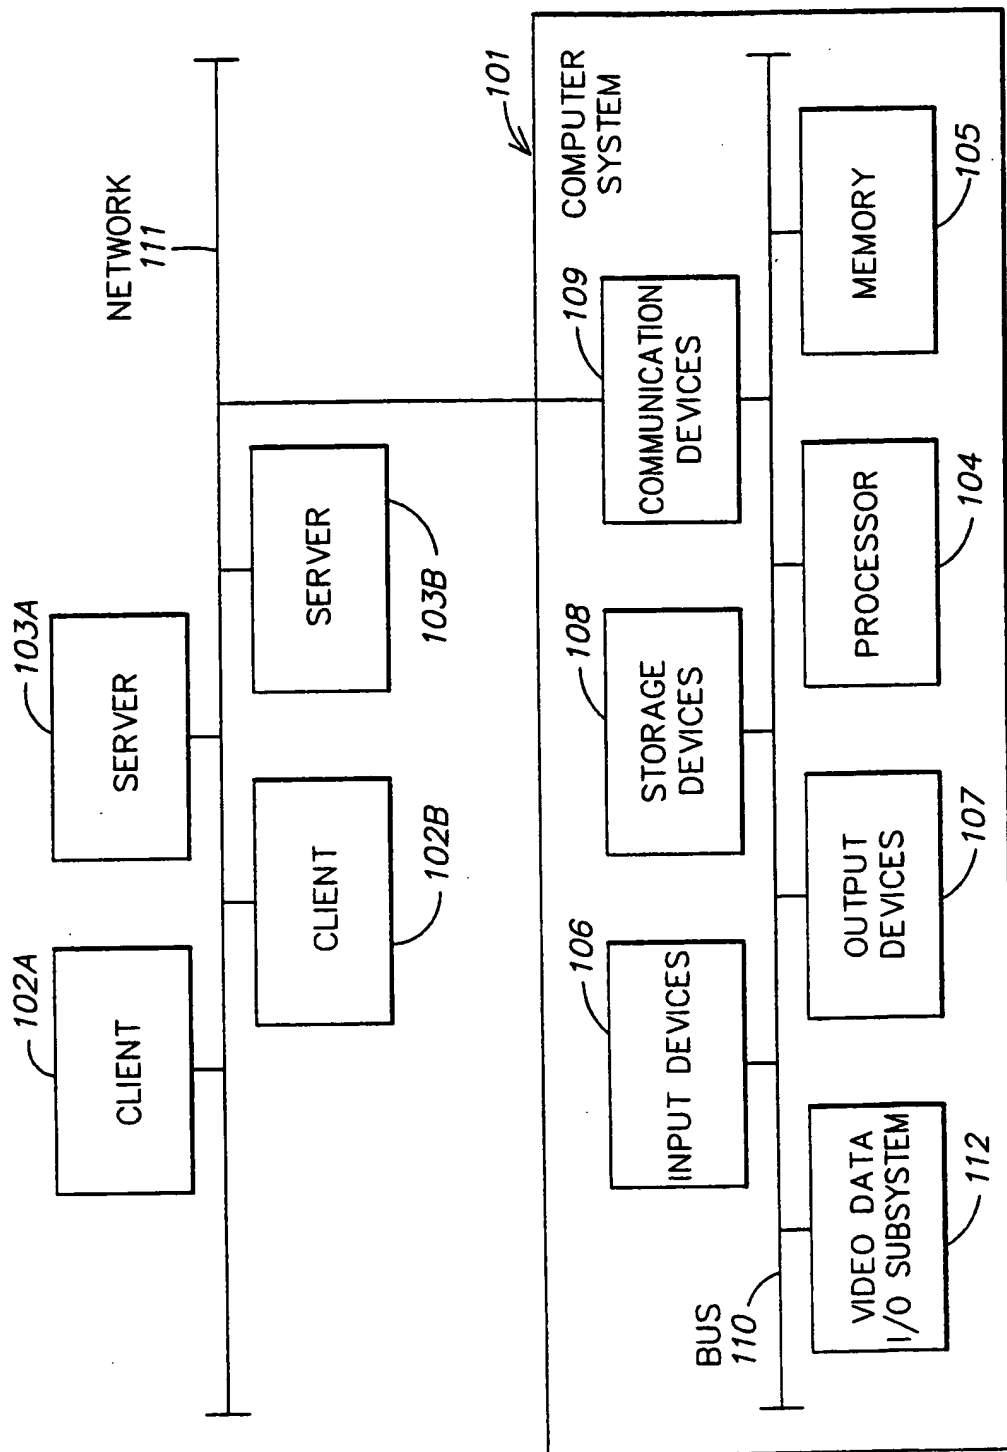 102A
CLIENT
103A
SERVER
NETWORK
111
CLIENT
102B
SERVER
103B
101
COMPUTER
SYSTEM
106
INPUT DEVICES
108
STORAGE
DEVICES
109
COMMUNICATION
DEVICES
BUS
110
VIDEO DATA
I/O SUBSYSTEM
112
OUTPUT
DEVICES
107
PROCESSOR
104
MEMORY
105